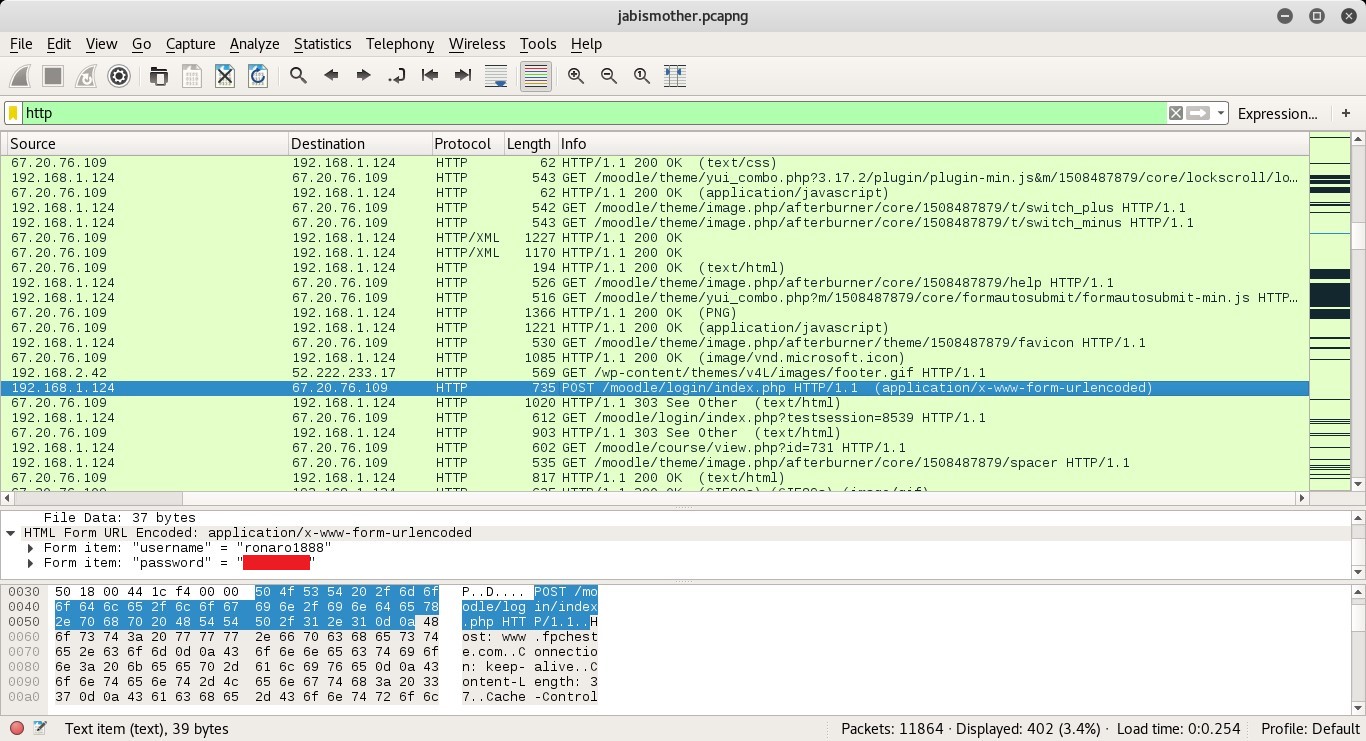 jabismother.pcapng
File Edit View Go Capture Analyze Statistics Telephony Wireless Tools Help
http Expression... +
Source Destination Protocol Length Info
67.20.76.109 192.168.1.124 HTTP 62 HTTP/1.1 200 OK (text/css)
192.168.1.124 67.20.76.109 HTTP 543 GET /moodle/theme/yui_combo.php?3.17.2/plugin/plugin-min.js&m/1508487879/core/lockscroll/lo...
67.20.76.109 192.168.1.124 HTTP 62 HTTP/1.1 200 OK (application/javascript)
192.168.1.124 67.20.76.109 HTTP 542 GET /moodle/theme/image.php/afterburner/core/1508487879/t/switch_plus HTTP/1.1
192.168.1.124 67.20.76.109 HTTP 543 GET /moodle/theme/image.php/afterburner/core/1508487879/t/switch_minus HTTP/1.1
67.20.76.109 192.168.1.124 HTTP/XML 1227 HTTP/1.1 200 OK
67.20.76.109 192.168.1.124 HTTP/XML 1170 HTTP/1.1 200 OK
67.20.76.109 192.168.1.124 HTTP 194 HTTP/1.1 200 OK (text/html)
192.168.1.124 67.20.76.109 HTTP 526 GET /moodle/theme/image.php/afterburner/core/1508487879/help HTTP/1.1
192.168.1.124 67.20.76.109 HTTP 516 GET /moodle/theme/yui_combo.php?m/1508487879/core/formautosubmit/formautosubmit-min.js HTTP...
67.20.76.109 192.168.1.124 HTTP 1366 HTTP/1.1 200 OK (PNG)
67.20.76.109 192.168.1.124 HTTP 1221 HTTP/1.1 200 OK (application/javascript)
192.168.1.124 67.20.76.109 HTTP 530 GET /moodle/theme/image.php/afterburner/theme/1508487879/favicon HTTP/1.1
67.20.76.109 192.168.1.124 HTTP 1085 HTTP/1.1 200 OK (image/vnd.microsoft.icon)
192.168.2.42 52.222.233.17 HTTP 569 GET /wp-content/themes/v4L/images/footer.gif HTTP/1.1
192.168.1.124 67.20.76.109 HTTP 735 POST /moodle/login/index.php HTTP/1.1 (application/x-www-form-urlencoded)
67.20.76.109 192.168.1.124 HTTP 1020 HTTP/1.1 303 See Other (text/html)
192.168.1.124 67.20.76.109 HTTP 612 GET /moodle/login/index.php?testsession=8539 HTTP/1.1
67.20.76.109 192.168.1.124 HTTP 903 HTTP/1.1 303 See Other (text/html)
192.168.1.124 67.20.76.109 HTTP 602 GET /moodle/course/view.php?id=731 HTTP/1.1
192.168.1.124 67.20.76.109 HTTP 535 GET /moodle/theme/image.php/afterburner/core/1508487879/spacer HTTP/1.1
67.20.76.109 192.168.1.124 HTTP 817 HTTP/1.1 200 OK (text/html)
File Data: 37 bytes
HTML Form URL Encoded: application/x-www-form-urlencoded
Form item: "username" = "ronaro1888"
Form item: "password" = " "
0030 50 18 00 44 1c f4 00 00 50 4f 53 54 20 2f 6d 6f P..D.... POST /mo
0040 6f 64 6c 65 2f 6c 6f 67 69 6e 2f 69 6e 64 65 78 odle/log in/index
0050 2e 70 68 70 20 48 54 54 50 2f 31 2e 31 0d 0a 48 .php HTT P/1.1..H
0060 6f 73 74 3a 20 77 77 77 2e 66 70 63 68 65 73 74 ost: www .fpchest
0070 65 2e 63 6f 6d 0d 0a 43 6f 6e 6e 65 63 74 69 6f e.com..C onnectio
0080 6e 3a 20 6b 65 65 70 2d 61 6c 69 76 65 0d 0a 43 n: keep- alive..C
0090 6f 6e 74 65 6e 74 2d 4c 65 6e 67 74 68 3a 20 33 ontent-L ength: 3
00a0 37 0d 0a 43 61 63 68 65 2d 43 6f 6e 74 72 6f 6c 7..Cache -Control
Text item (text), 39 bytes Packets: 11864 · Displayed: 402 (3.4%) · Load time: 0:0.254 Profile: Default